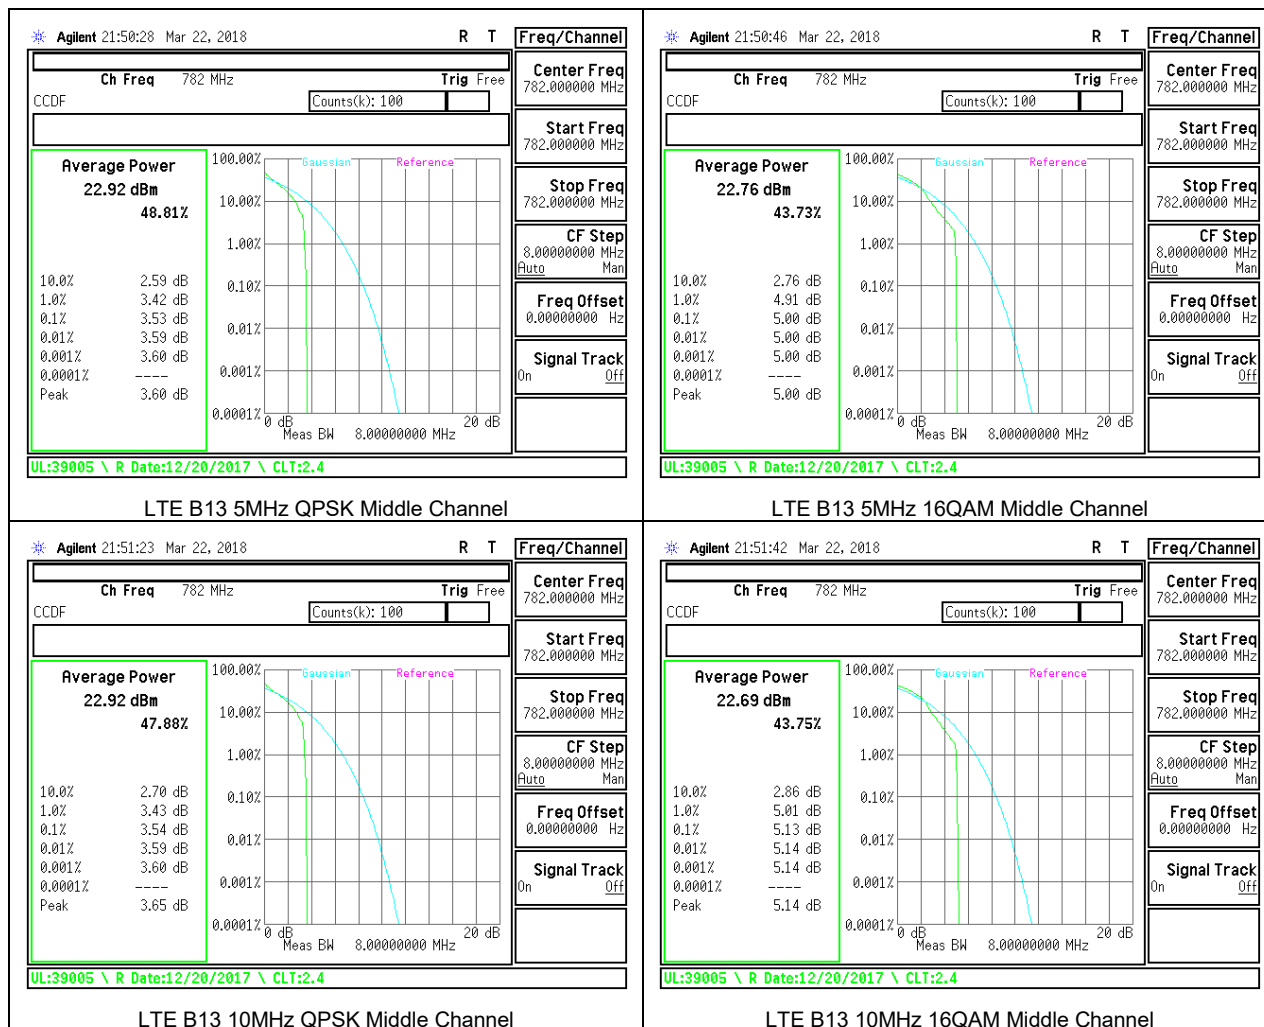 Agilent 21:50:28 Mar 22, 2018 R T
Freq/Channel
Ch Freq 782 MHz Trig Free
CCDF Counts(k): 100
Average Power
22.92 dBm
48.81%
10.0% 2.59 dB
1.0% 3.42 dB
0.1% 3.53 dB
0.01% 3.59 dB
0.001% 3.60 dB
0.0001% ----
Peak 3.60 dB
Gaussian Reference
100.00%
10.00%
1.00%
0.10%
0.01%
0.001%
0.0001%
0 dB 20 dB
Meas BW 8.00000000 MHz
Center Freq
782.000000 MHz
Start Freq
782.000000 MHz
Stop Freq
782.000000 MHz
CF Step
8.00000000 MHz
Auto Man
Freq Offset
0.00000000 Hz
Signal Track
On Off
UL:39005 \ R Date:12/20/2017 \ CLT:2.4
LTE B13 5MHz QPSK Middle Channel
Agilent 21:50:46 Mar 22, 2018 R T
Freq/Channel
Ch Freq 782 MHz Trig Free
CCDF Counts(k): 100
Average Power
22.76 dBm
43.73%
10.0% 2.76 dB
1.0% 4.91 dB
0.1% 5.00 dB
0.01% 5.00 dB
0.001% 5.00 dB
0.0001% ----
Peak 5.00 dB
Gaussian Reference
100.00%
10.00%
1.00%
0.10%
0.01%
0.001%
0.0001%
0 dB 20 dB
Meas BW 8.00000000 MHz
Center Freq
782.000000 MHz
Start Freq
782.000000 MHz
Stop Freq
782.000000 MHz
CF Step
8.00000000 MHz
Auto Man
Freq Offset
0.00000000 Hz
Signal Track
On Off
UL:39005 \ R Date:12/20/2017 \ CLT:2.4
LTE B13 5MHz 16QAM Middle Channel
Agilent 21:51:23 Mar 22, 2018 R T
Freq/Channel
Ch Freq 782 MHz Trig Free
CCDF Counts(k): 100
Average Power
22.92 dBm
47.88%
10.0% 2.70 dB
1.0% 3.43 dB
0.1% 3.54 dB
0.01% 3.59 dB
0.001% 3.60 dB
0.0001% ----
Peak 3.65 dB
Gaussian Reference
100.00%
10.00%
1.00%
0.10%
0.01%
0.001%
0.0001%
0 dB 20 dB
Meas BW 8.00000000 MHz
Center Freq
782.000000 MHz
Start Freq
782.000000 MHz
Stop Freq
782.000000 MHz
CF Step
8.00000000 MHz
Auto Man
Freq Offset
0.00000000 Hz
Signal Track
On Off
UL:39005 \ R Date:12/20/2017 \ CLT:2.4
LTE B13 10MHz QPSK Middle Channel
Agilent 21:51:42 Mar 22, 2018 R T
Freq/Channel
Ch Freq 782 MHz Trig Free
CCDF Counts(k): 100
Average Power
22.69 dBm
43.75%
10.0% 2.86 dB
1.0% 5.01 dB
0.1% 5.13 dB
0.01% 5.14 dB
0.001% 5.14 dB
0.0001% ----
Peak 5.14 dB
Gaussian Reference
100.00%
10.00%
1.00%
0.10%
0.01%
0.001%
0.0001%
0 dB 20 dB
Meas BW 8.00000000 MHz
Center Freq
782.000000 MHz
Start Freq
782.000000 MHz
Stop Freq
782.000000 MHz
CF Step
8.00000000 MHz
Auto Man
Freq Offset
0.00000000 Hz
Signal Track
On Off
UL:39005 \ R Date:12/20/2017 \ CLT:2.4
LTE B13 10MHz 16QAM Middle Channel